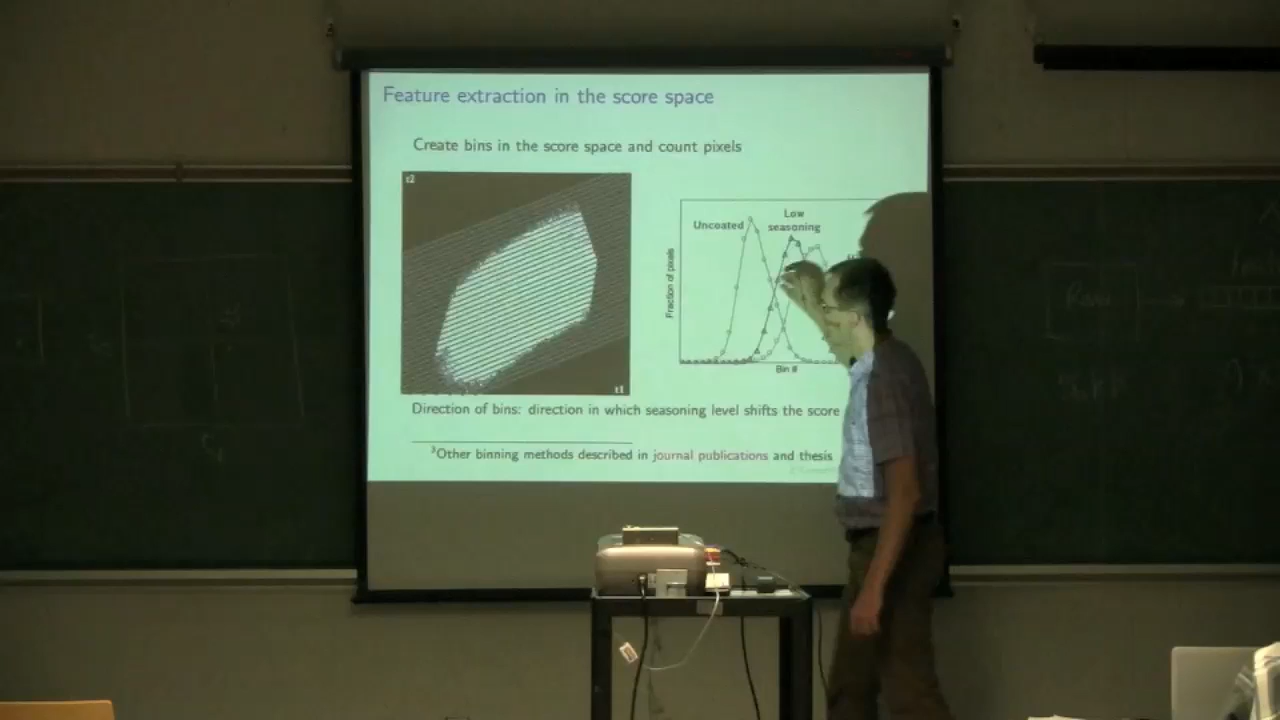 Feature extraction in the score space
Create bins in the score space and count pixels
t2
t1
Uncoated
Low
seasoning
Fraction of pixels
Bin #
Direction of bins: direction in which seasoning level shifts the score
3Other binning methods described in journal publications and thesis